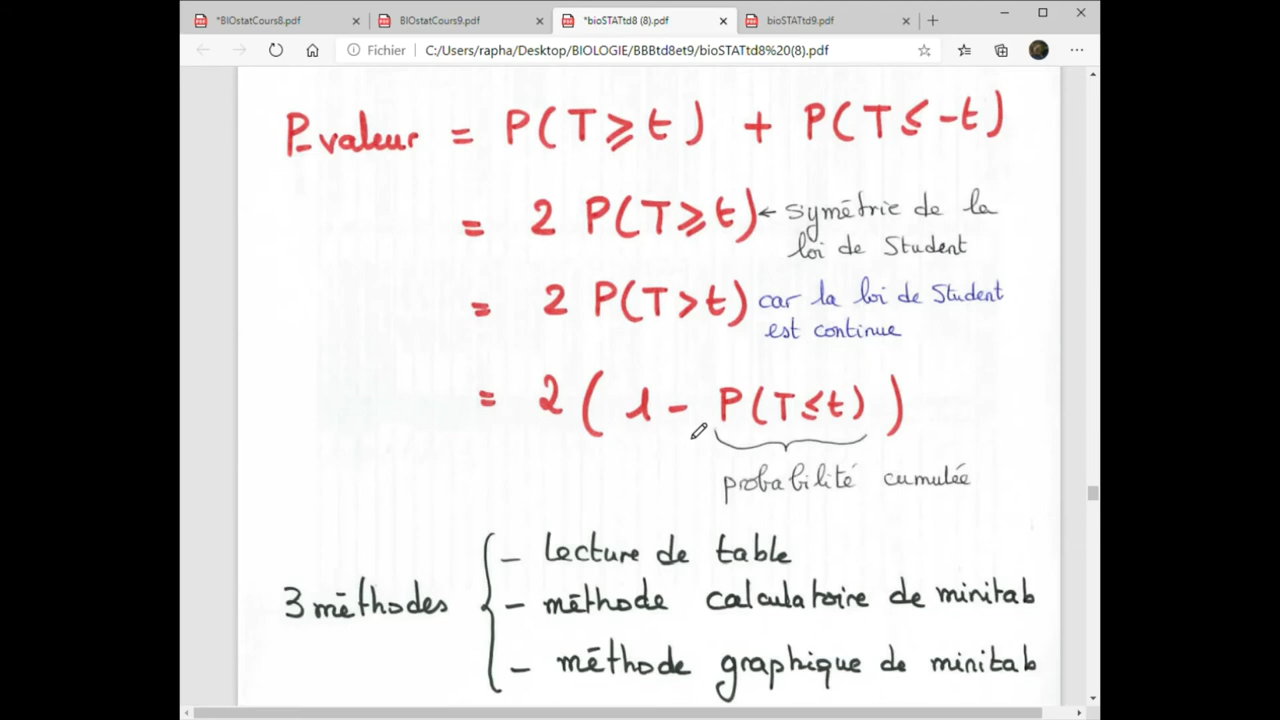 *BIOstatCours8.pdf
BIOstatCours9.pdf
*bioSTATtd8 (8).pdf
bioSTATtd9.pdf
Fichier
C:/Users/rapha/Desktop/BIOLOGIE/BBBtd8et9/bioSTATtd8%20(8).pdf
P-valeur = P(T⩾t) + P(T≤-t)
= 2 P(T⩾t) ← symétrie de la
loi de Student
= 2 P(T>t) car la loi de Student
est continue
= 2 ( 1 - P(T≤t) )
probabilité cumulée
- lecture de table
3 méthodes { - méthode calculatoire de minitab
- méthode graphique de minitab